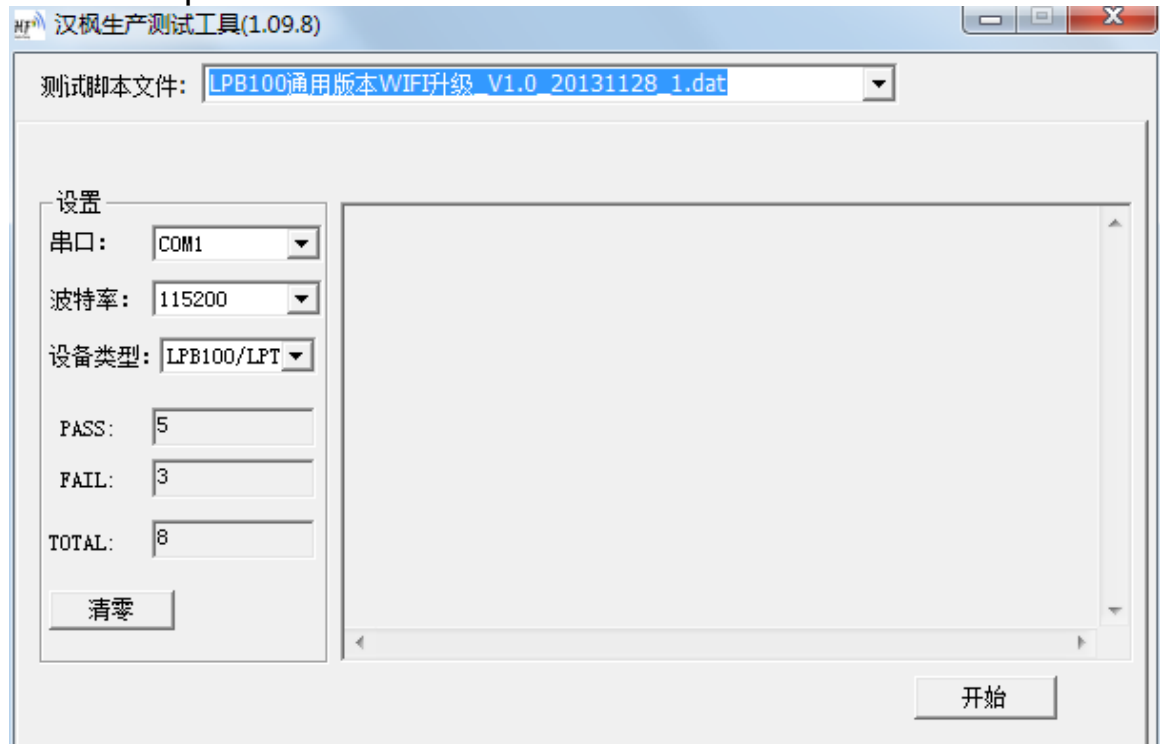 汉枫生产测试工具(1.09.8)
测试脚本文件: LPB100通用版本WIFI升级_V1.0_20131128_1.dat
设置
串口: COM1
波特率: 115200
设备类型: LPB100/LPT
PASS: 5
FAIL: 3
TOTAL: 8
清零
开始